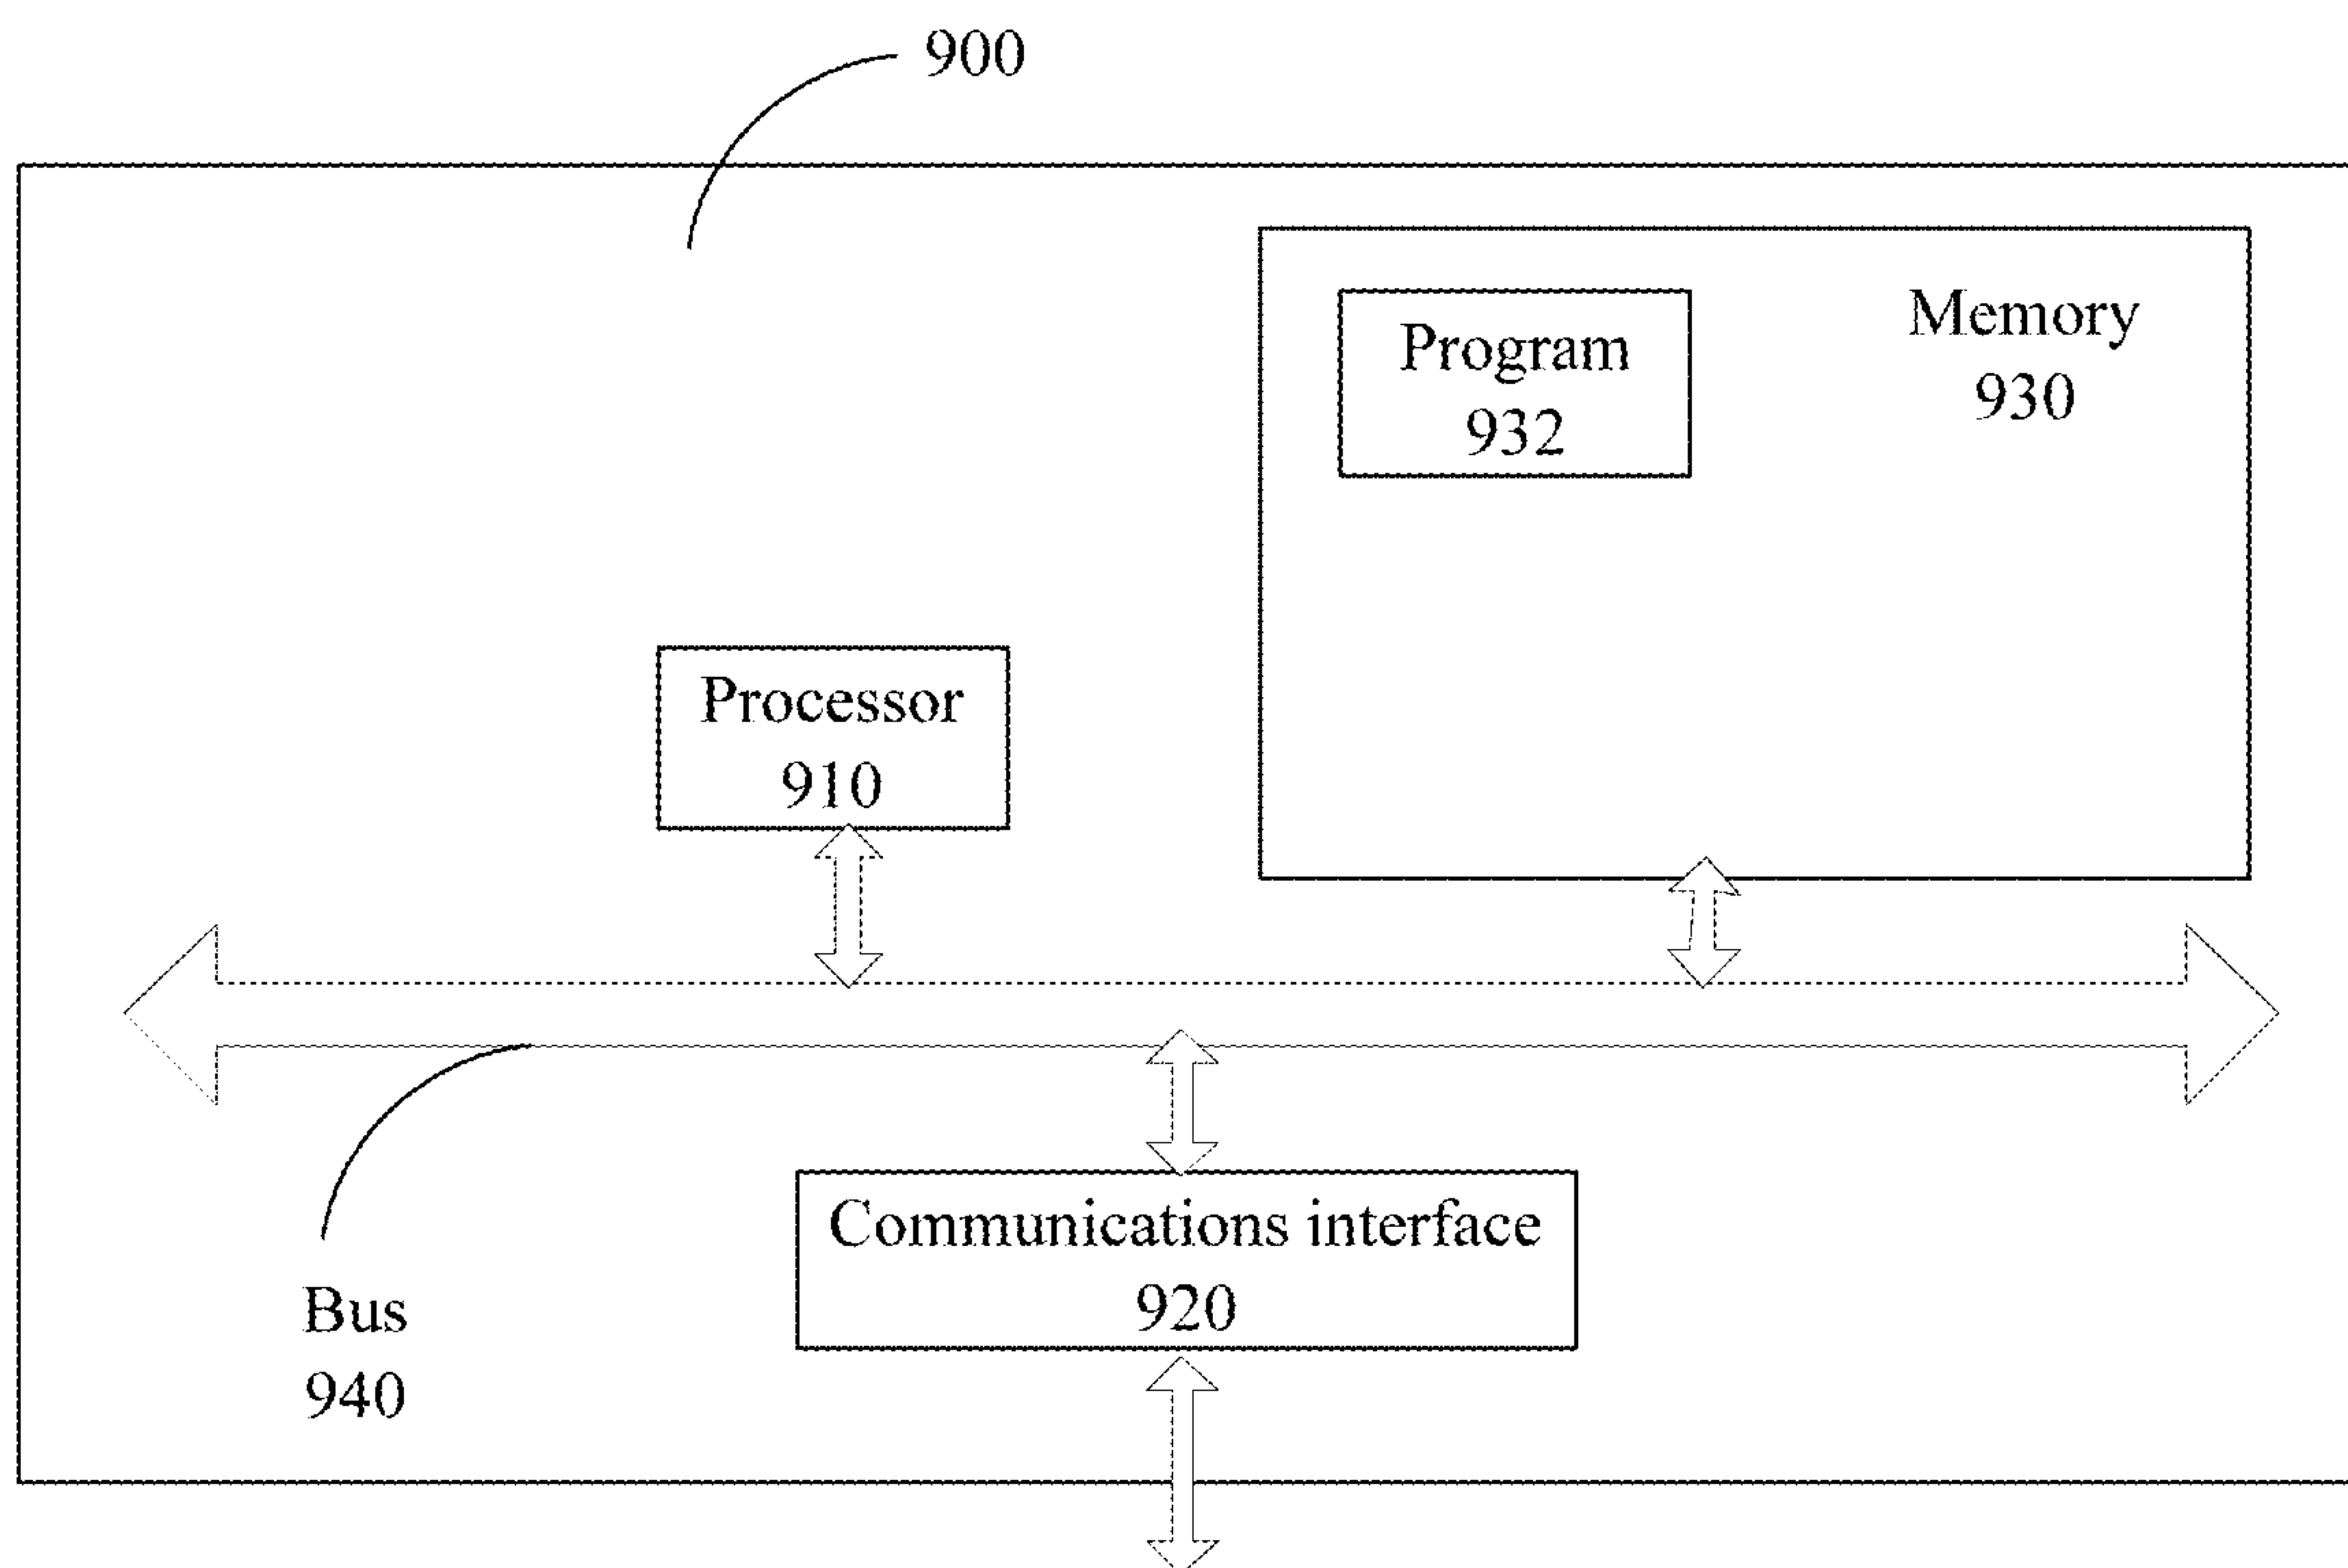 900
Program
932
Memory
930
Processor
910
Communications interface
920
Bus
940